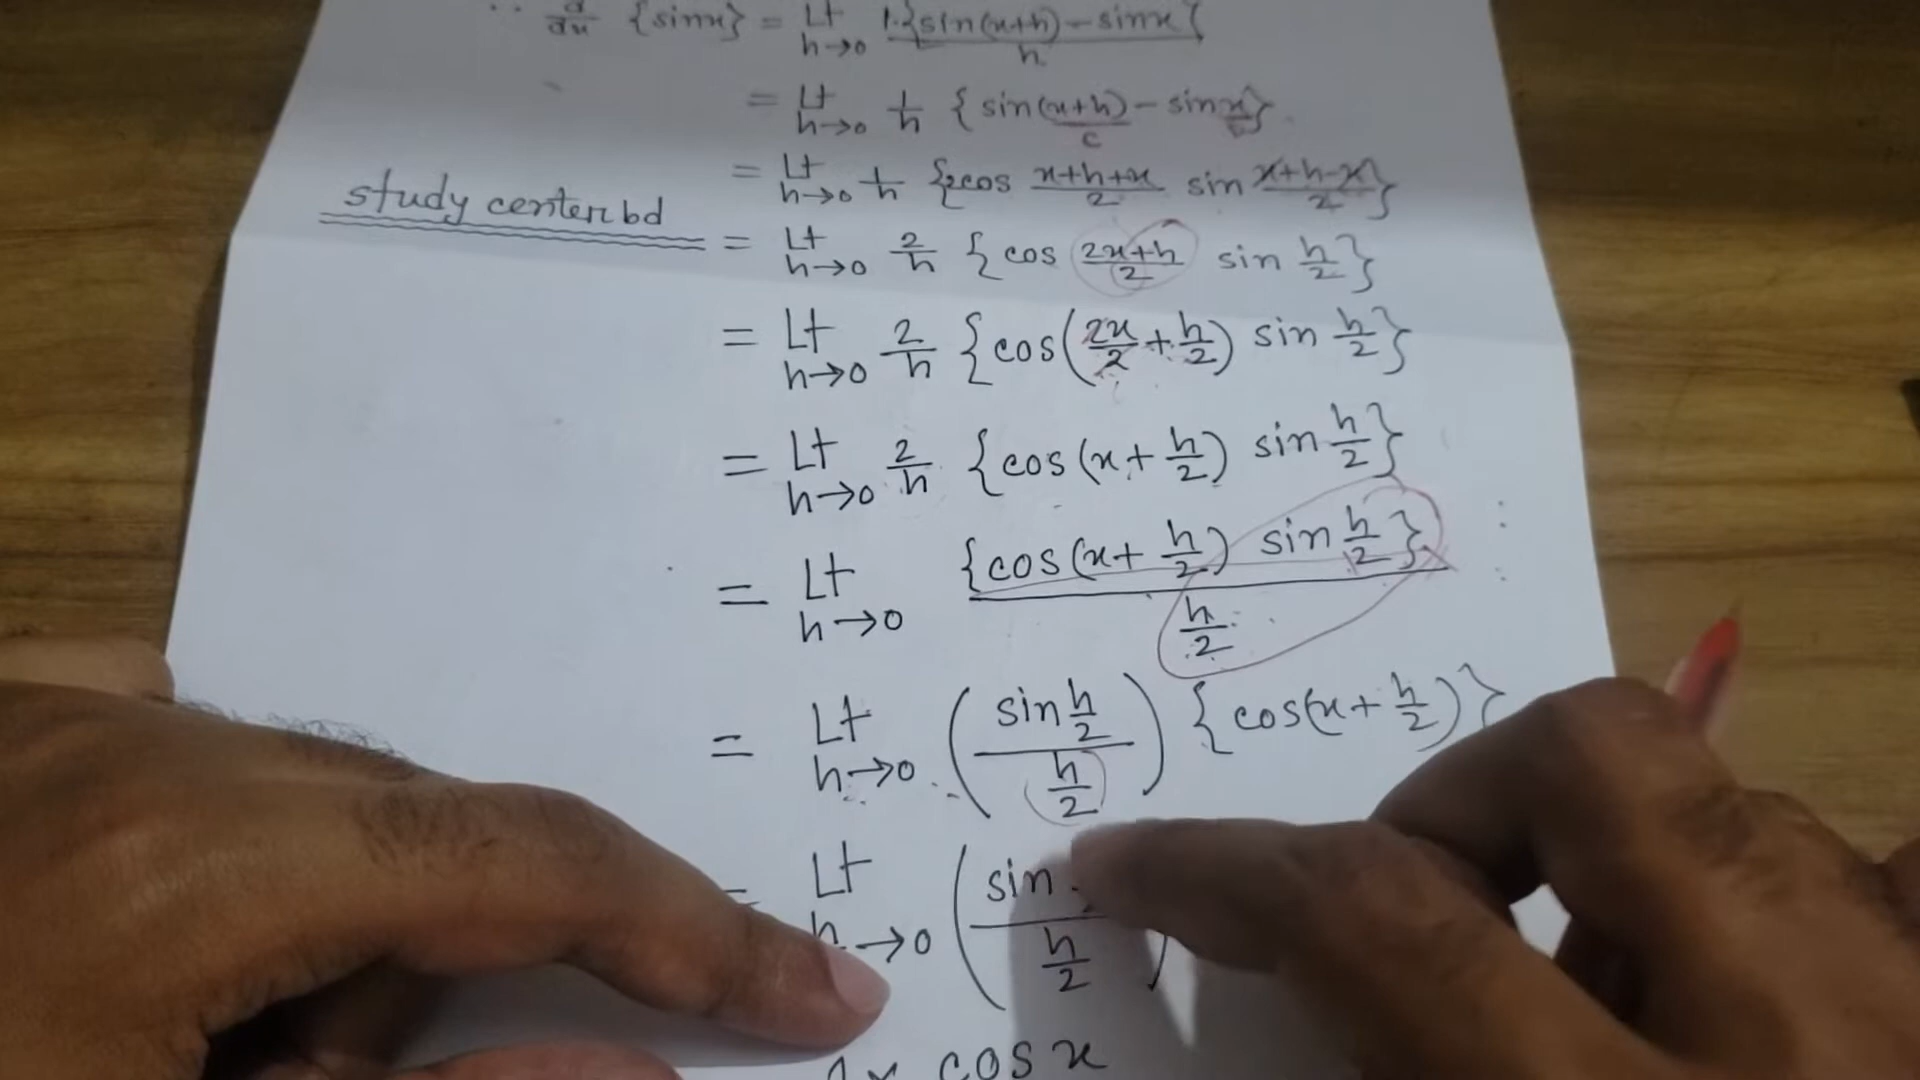 ∴ d/dx {sinx} = Lt h→0 1·{sin(x+h)-sinx}/h
= Lt h→0 1/h {sin(x+h)/c - sinx}
= Lt h→0 1/h {2cos (x+h+x)/2 sin (x+h-x)/2}
study center bd
= Lt h→0 2/h {cos (2x+h)/2 sin h/2}
= Lt h→0 2/h {cos(2x/2 + h/2) sin h/2}
= Lt h→0 2/h {cos(x + h/2) sin h/2}
= Lt h→0 {cos(x + h/2) sin h/2}/(h/2)
= Lt h→0 (sin h/2 / h/2) {cos(x + h/2)}
= Lt h→0 (sin / h/2)
cos x